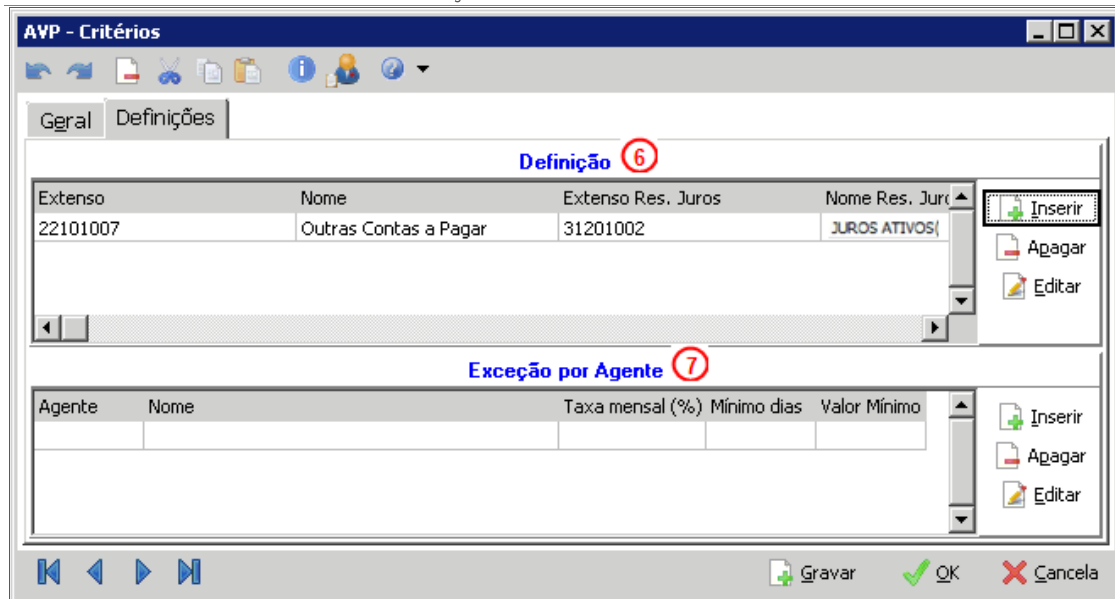 AVP - Critérios
Geral Definições
Definição 6
Extenso Nome Extenso Res. Juros Nome Res. Jur
22101007 Outras Contas a Pagar 31201002 JUROS ATIVOS(
Inserir
Apagar
Editar
Exceção por Agente 7
Agente Nome Taxa mensal (%) Mínimo dias Valor Mínimo
Inserir
Apagar
Editar
Gravar OK Cancela